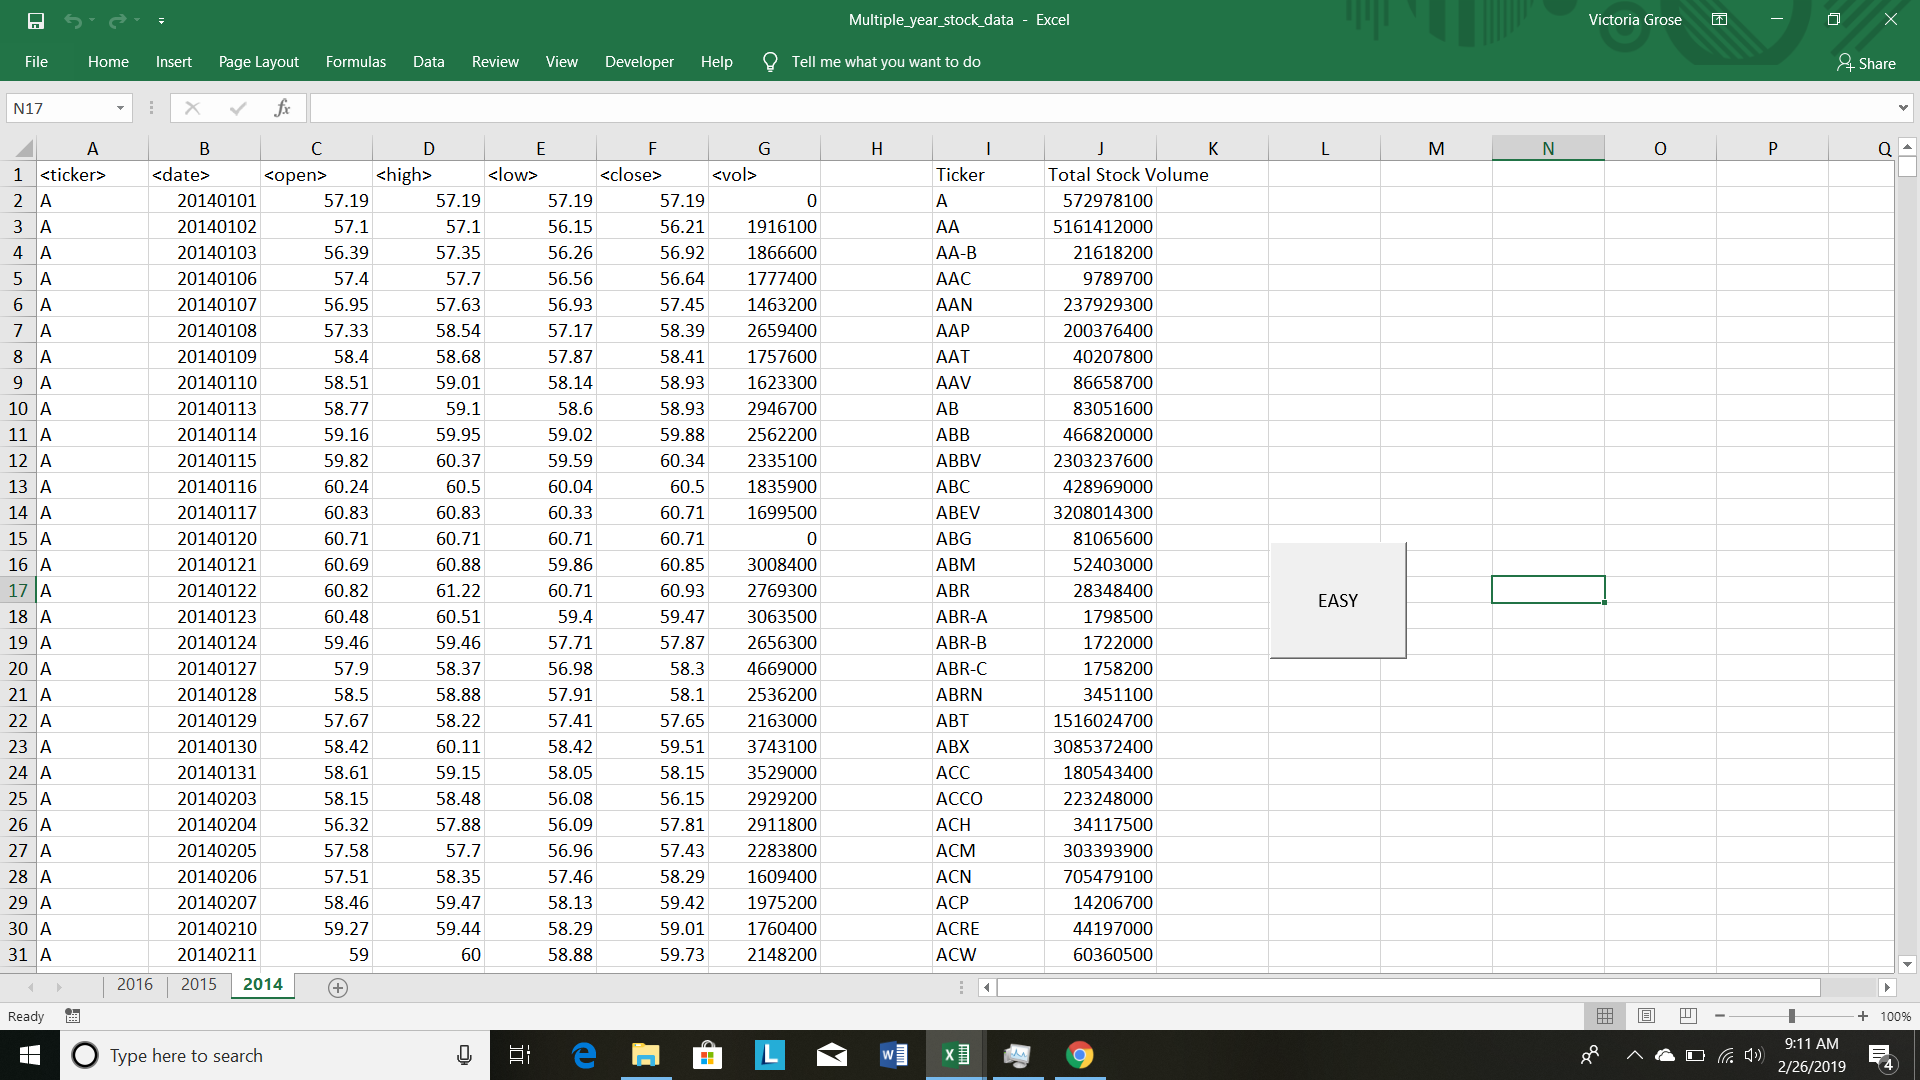 Multiple_year_stock_data - Excel
Victoria Grose
File Home Insert Page Layout Formulas Data Review View Developer Help Tell me what you want to do Share
N17 fx
A B C D E F G H I J K L M N O P Q
1 <ticker> <date> <open> <high> <low> <close> <vol> Ticker Total Stock Volume
2 A 20140101 57.19 57.19 57.19 57.19 0 A 572978100
3 A 20140102 57.1 57.1 56.15 56.21 1916100 AA 5161412000
4 A 20140103 56.39 57.35 56.26 56.92 1866600 AA-B 21618200
5 A 20140106 57.4 57.7 56.56 56.64 1777400 AAC 9789700
6 A 20140107 56.95 57.63 56.93 57.45 1463200 AAN 237929300
7 A 20140108 57.33 58.54 57.17 58.39 2659400 AAP 200376400
8 A 20140109 58.4 58.68 57.87 58.41 1757600 AAT 40207800
9 A 20140110 58.51 59.01 58.14 58.93 1623300 AAV 86658700
10 A 20140113 58.77 59.1 58.6 58.93 2946700 AB 83051600
11 A 20140114 59.16 59.95 59.02 59.88 2562200 ABB 466820000
12 A 20140115 59.82 60.37 59.59 60.34 2335100 ABBV 2303237600
13 A 20140116 60.24 60.5 60.04 60.5 1835900 ABC 428969000
14 A 20140117 60.83 60.83 60.33 60.71 1699500 ABEV 3208014300
15 A 20140120 60.71 60.71 60.71 60.71 0 ABG 81065600
16 A 20140121 60.69 60.88 59.86 60.85 3008400 ABM 52403000
17 A 20140122 60.82 61.22 60.71 60.93 2769300 ABR 28348400 EASY
18 A 20140123 60.48 60.51 59.4 59.47 3063500 ABR-A 1798500
19 A 20140124 59.46 59.46 57.71 57.87 2656300 ABR-B 1722000
20 A 20140127 57.9 58.37 56.98 58.3 4669000 ABR-C 1758200
21 A 20140128 58.5 58.88 57.91 58.1 2536200 ABRN 3451100
22 A 20140129 57.67 58.22 57.41 57.65 2163000 ABT 1516024700
23 A 20140130 58.42 60.11 58.42 59.51 3743100 ABX 3085372400
24 A 20140131 58.61 59.15 58.05 58.15 3529000 ACC 180543400
25 A 20140203 58.15 58.48 56.08 56.15 2929200 ACCO 223248000
26 A 20140204 56.32 57.88 56.09 57.81 2911800 ACH 34117500
27 A 20140205 57.58 57.7 56.96 57.43 2283800 ACM 303393900
28 A 20140206 57.51 58.35 57.46 58.29 1609400 ACN 705479100
29 A 20140207 58.46 59.47 58.13 59.42 1975200 ACP 14206700
30 A 20140210 59.27 59.44 58.29 59.01 1760400 ACRE 44197000
31 A 20140211 59 60 58.88 59.73 2148200 ACW 60360500
2016 2015 2014
Ready 100%
Type here to search
9:11 AM
2/26/2019
4